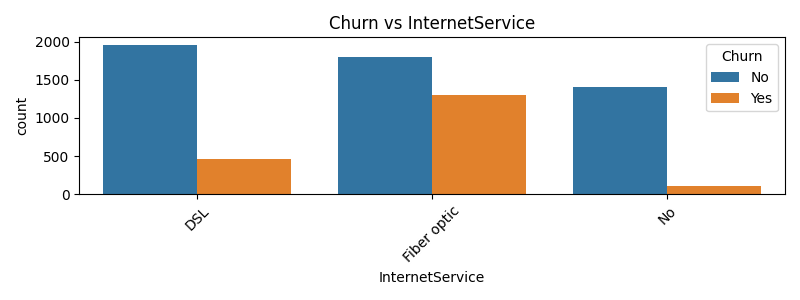 Churn vs InternetService
2000
1500
1000
500
0
count
Churn
No
Yes
DSL
Fiber optic
No
InternetService